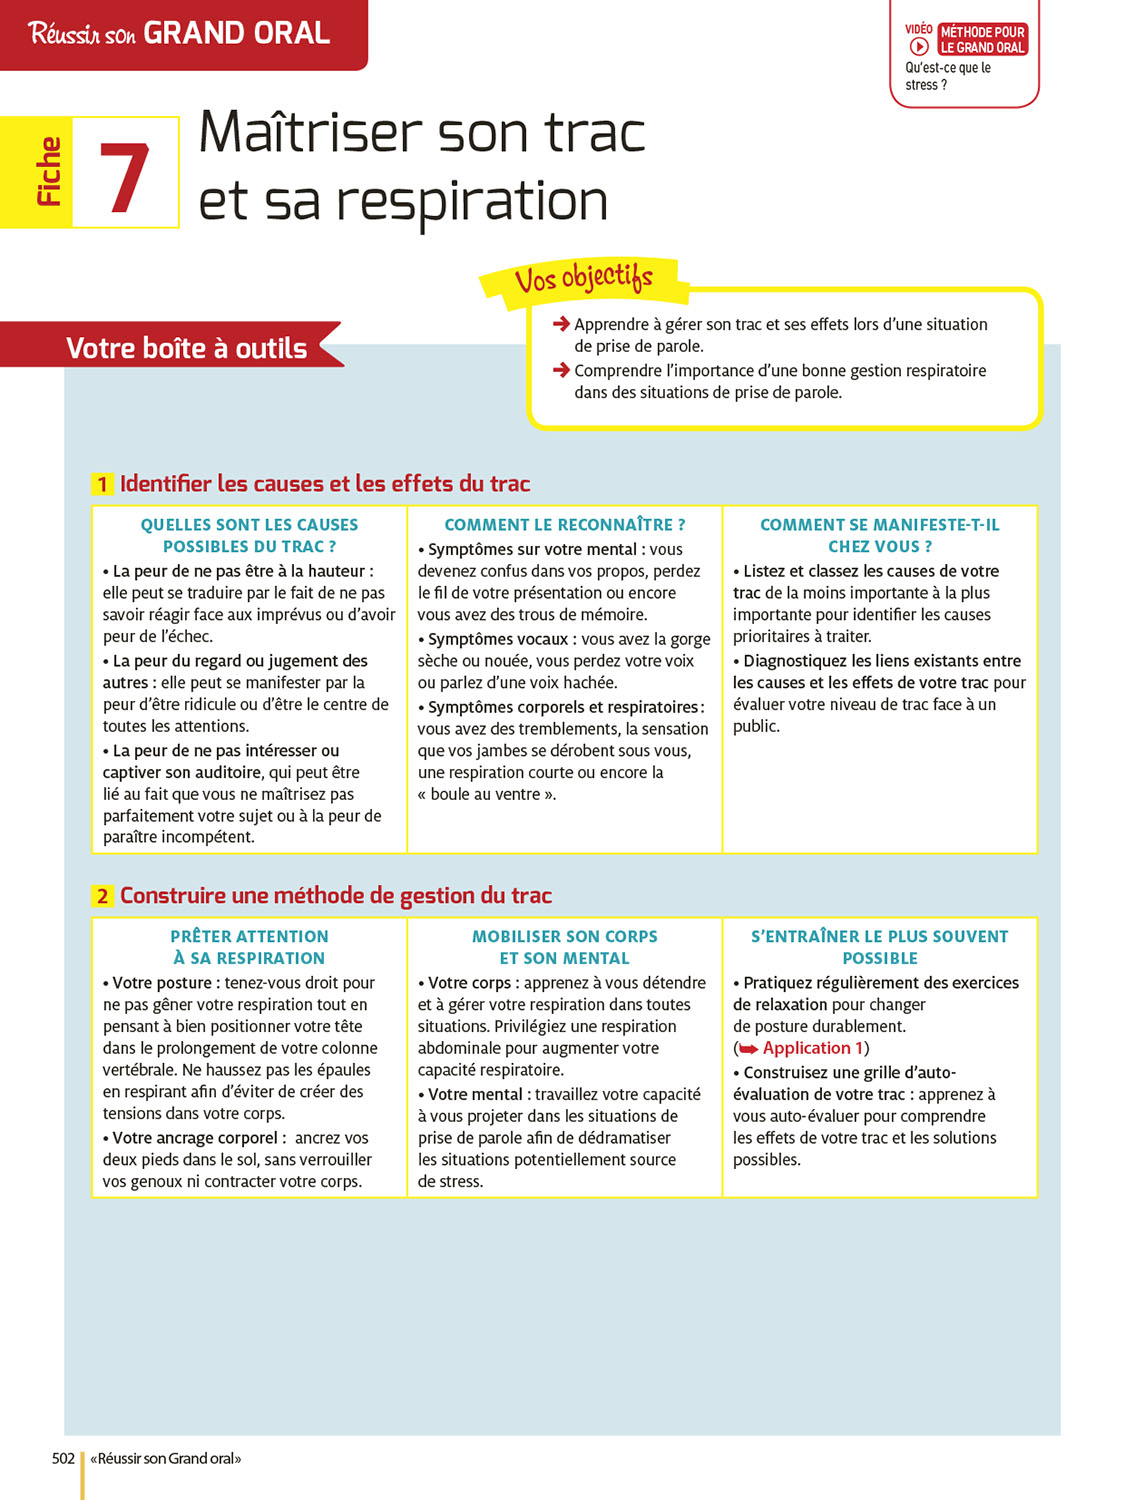 Réussir son GRAND ORAL
VIDÉO
MÉTHODE POUR
LE GRAND ORAL
Qu'est-ce que le
stress ?
Fiche
7
Maîtriser son trac
et sa respiration
Vos objectifs
➔ Apprendre à gérer son trac et ses effets lors d'une situation
de prise de parole.
➔ Comprendre l'importance d'une bonne gestion respiratoire
dans des situations de prise de parole.
Votre boîte à outils
1 Identifier les causes et les effets du trac
QUELLES SONT LES CAUSES
POSSIBLES DU TRAC ?
• La peur de ne pas être à la hauteur :
elle peut se traduire par le fait de ne pas
savoir réagir face aux imprévus ou d'avoir
peur de l'échec.
• La peur du regard ou jugement des
autres : elle peut se manifester par la
peur d'être ridicule ou d'être le centre de
toutes les attentions.
• La peur de ne pas intéresser ou
captiver son auditoire, qui peut être
lié au fait que vous ne maîtrisez pas
parfaitement votre sujet ou à la peur de
paraître incompétent.
COMMENT LE RECONNAÎTRE ?
• Symptômes sur votre mental : vous
devenez confus dans vos propos, perdez
le fil de votre présentation ou encore
vous avez des trous de mémoire.
• Symptômes vocaux : vous avez la gorge
sèche ou nouée, vous perdez votre voix
ou parlez d'une voix hachée.
• Symptômes corporels et respiratoires :
vous avez des tremblements, la sensation
que vos jambes se dérobent sous vous,
une respiration courte ou encore la
« boule au ventre ».
COMMENT SE MANIFESTE-T-IL
CHEZ VOUS ?
• Listez et classez les causes de votre
trac de la moins importante à la plus
importante pour identifier les causes
prioritaires à traiter.
• Diagnostiquez les liens existants entre
les causes et les effets de votre trac pour
évaluer votre niveau de trac face à un
public.
2 Construire une méthode de gestion du trac
PRÊTER ATTENTION
À SA RESPIRATION
• Votre posture : tenez-vous droit pour
ne pas gêner votre respiration tout en
pensant à bien positionner votre tête
dans le prolongement de votre colonne
vertébrale. Ne haussez pas les épaules
en respirant afin d'éviter de créer des
tensions dans votre corps.
• Votre ancrage corporel : ancrez vos
deux pieds dans le sol, sans verrouiller
vos genoux ni contracter votre corps.
MOBILISER SON CORPS
ET SON MENTAL
• Votre corps : apprenez à vous détendre
et à gérer votre respiration dans toutes
situations. Privilégiez une respiration
abdominale pour augmenter votre
capacité respiratoire.
• Votre mental : travaillez votre capacité
à vous projeter dans les situations de
prise de parole afin de dédramatiser
les situations potentiellement source
de stress.
S'ENTRAÎNER LE PLUS SOUVENT
POSSIBLE
• Pratiquez régulièrement des exercices
de relaxation pour changer
de posture durablement.
(➥ Application 1)
• Construisez une grille d'auto-
évaluation de votre trac : apprenez à
vous auto-évaluer pour comprendre
les effets de votre trac et les solutions
possibles.
502 «Réussir son Grand oral»